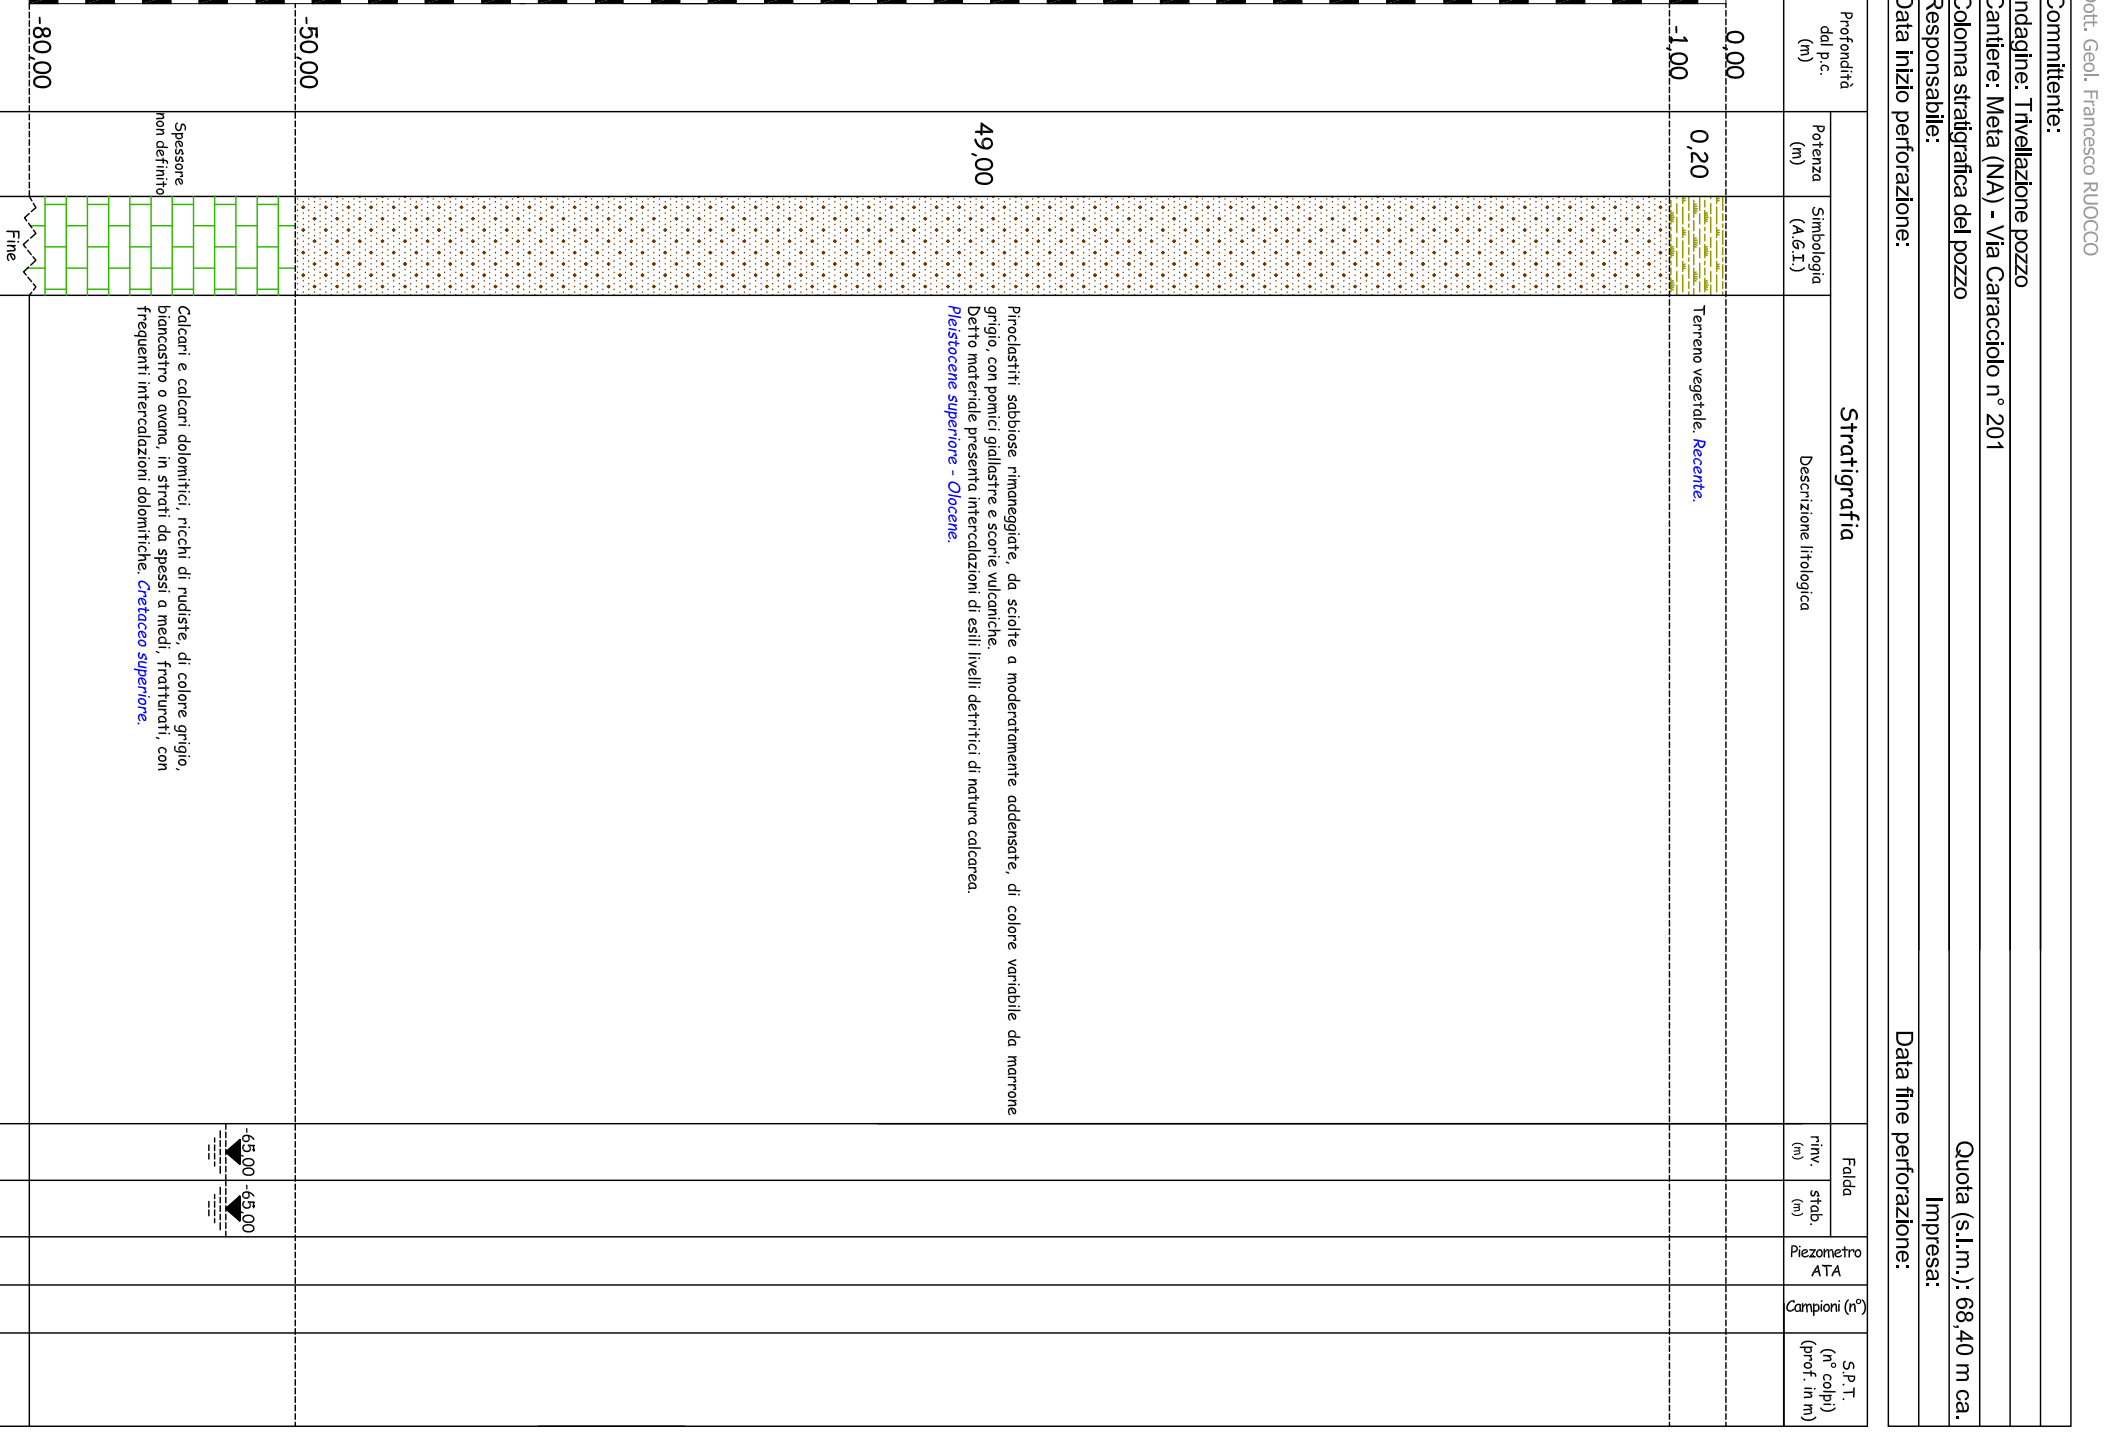 Dott. Geol. Francesco RUOCCO
Committente:
Indagine: Trivellazione pozzo
Cantiere: Meta (NA) - Via Caracciolo n° 201
Colonna stratigrafica del pozzo Quota (s.l.m.): 68,40 m ca.
Responsabile: Impresa:
Data inizio perforazione: Data fine perforazione:
Profondità
dal p.c.
(m)
Stratigrafia
Potenza
(m)
Simbologia
(A.G.I.)
Descrizione litologica
Falda
rinv.
(m)
stab.
(m)
Piezometro
ATA
Campioni (n°)
S.P.T.
(n° colpi)
(prof. in m)
0,00
0,20
Terreno vegetale. Recente.
-1,00
49,00
Piroclastiti sabbiose rimaneggiate, da sciolte a moderatamente addensate, di colore variabile da marrone
grigio, con pomici giallastre e scorie vulcaniche.
Detto materiale presenta intercalazioni di esili livelli detritici di natura calcarea.
Pleistocene superiore - Olocene.
-50,00
-65,00
-65,00
Spessore
non definito
Calcari e calcari dolomitici, ricchi di rudiste, di colore grigio,
biancastro o avana, in strati da spessi a medi, fratturati, con
frequenti intercalazioni dolomitiche. Cretaceo superiore.
-80,00
Fine